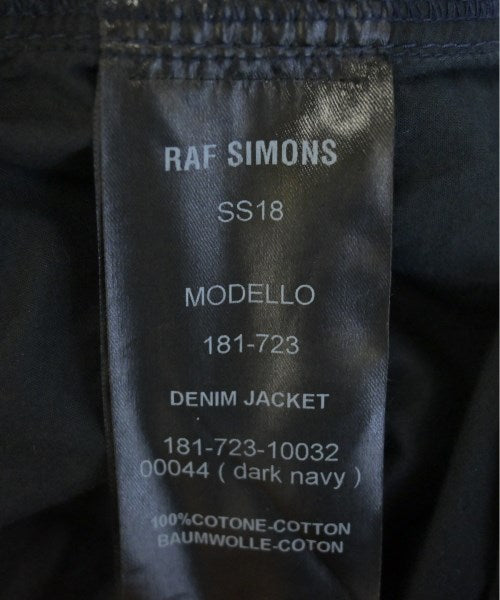 RAF SIMONS
SS18
MODELLO
181-723
DENIM JACKET
181-723-10032
00044 ( dark navy )
100%COTONE-COTTON
BAUMWOLLE-COTON